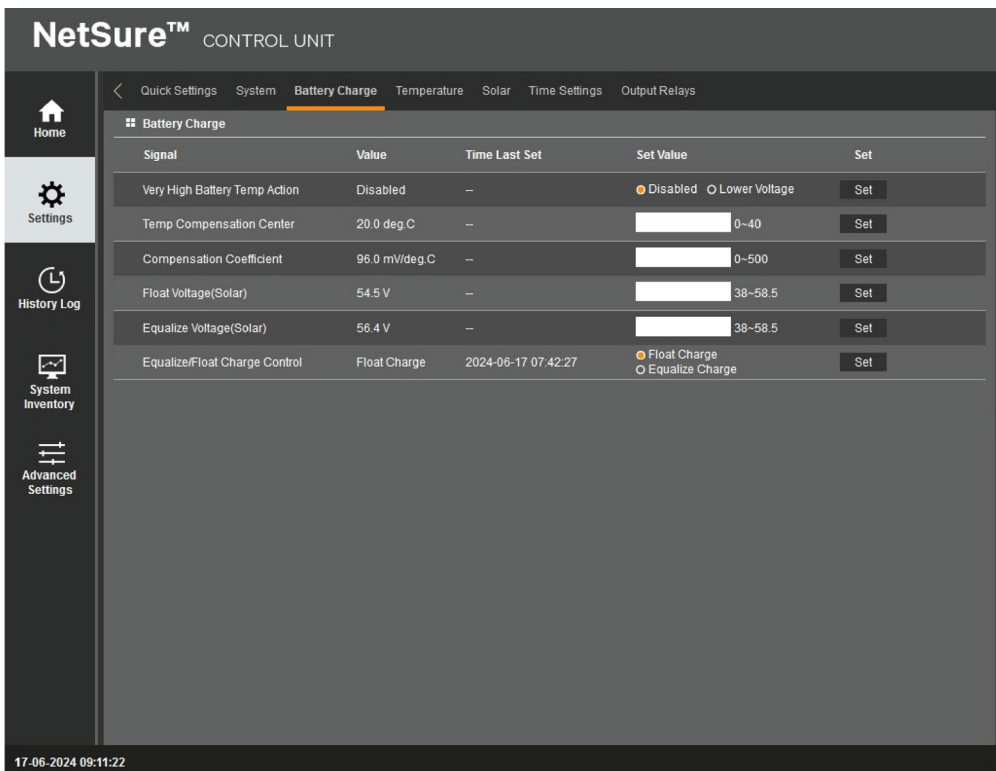 NetSure™ CONTROL UNIT
Quick Settings System Battery Charge Temperature Solar Time Settings Output Relays
Home
Settings
History Log
System
Inventory
Advanced
Settings
Battery Charge
Signal Value Time Last Set Set Value Set
Very High Battery Temp Action Disabled -- Disabled Lower Voltage Set
Temp Compensation Center 20.0 deg.C -- 0~40 Set
Compensation Coefficient 96.0 mV/deg.C -- 0~500 Set
Float Voltage(Solar) 54.5 V -- 38~58.5 Set
Equalize Voltage(Solar) 56.4 V -- 38~58.5 Set
Equalize/Float Charge Control Float Charge 2024-06-17 07:42:27 Float Charge Set
Equalize Charge
17-06-2024 09:11:22